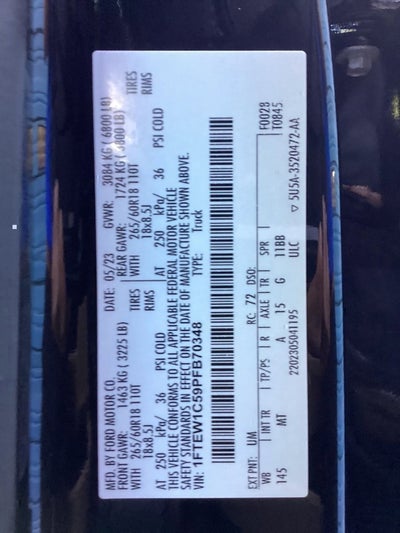 MFD. BY FORD MOTOR CO.
DATE: 05/23 GVWR: 3084 KG ( 6800 LB)
FRONT GAWR: 1463 KG ( 3225 LB) REAR GAWR: 1724 KG ( 3800 LB)
WITH 265/60R18 110T TIRES WITH 265/60R18 110T TIRES
18x8.5J RIMS 18x8.5J RIMS
AT 250 kPa/ 36 PSI COLD AT 250 kPa/ 36 PSI COLD
THIS VEHICLE CONFORMS TO ALL APPLICABLE FEDERAL MOTOR VEHICLE
SAFETY STANDARDS IN EFFECT ON THE DATE OF MANUFACTURE SHOWN ABOVE.
VIN: 1FTEW1C59PFB70348 TYPE: Truck
F0028
T0845
EXT PNT: UM RC: 72 DSO:
WB INT TR TP/PS R AXLE TR SPR
145 MT A 15 G 11BB
ULC
2202305041195 ▽ 5U5A-3520472-AA